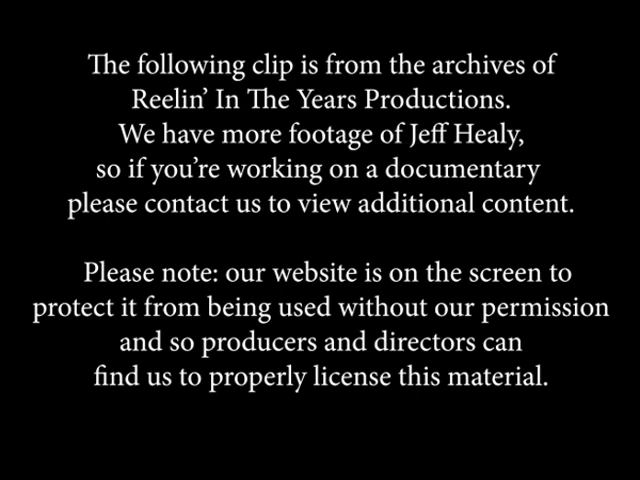 The following clip is from the archives of
Reelin’ In The Years Productions.
We have more footage of Jeff Healy,
so if you’re working on a documentary
please contact us to view additional content.
Please note: our website is on the screen to
protect it from being used without our permission
and so producers and directors can
find us to properly license this material.